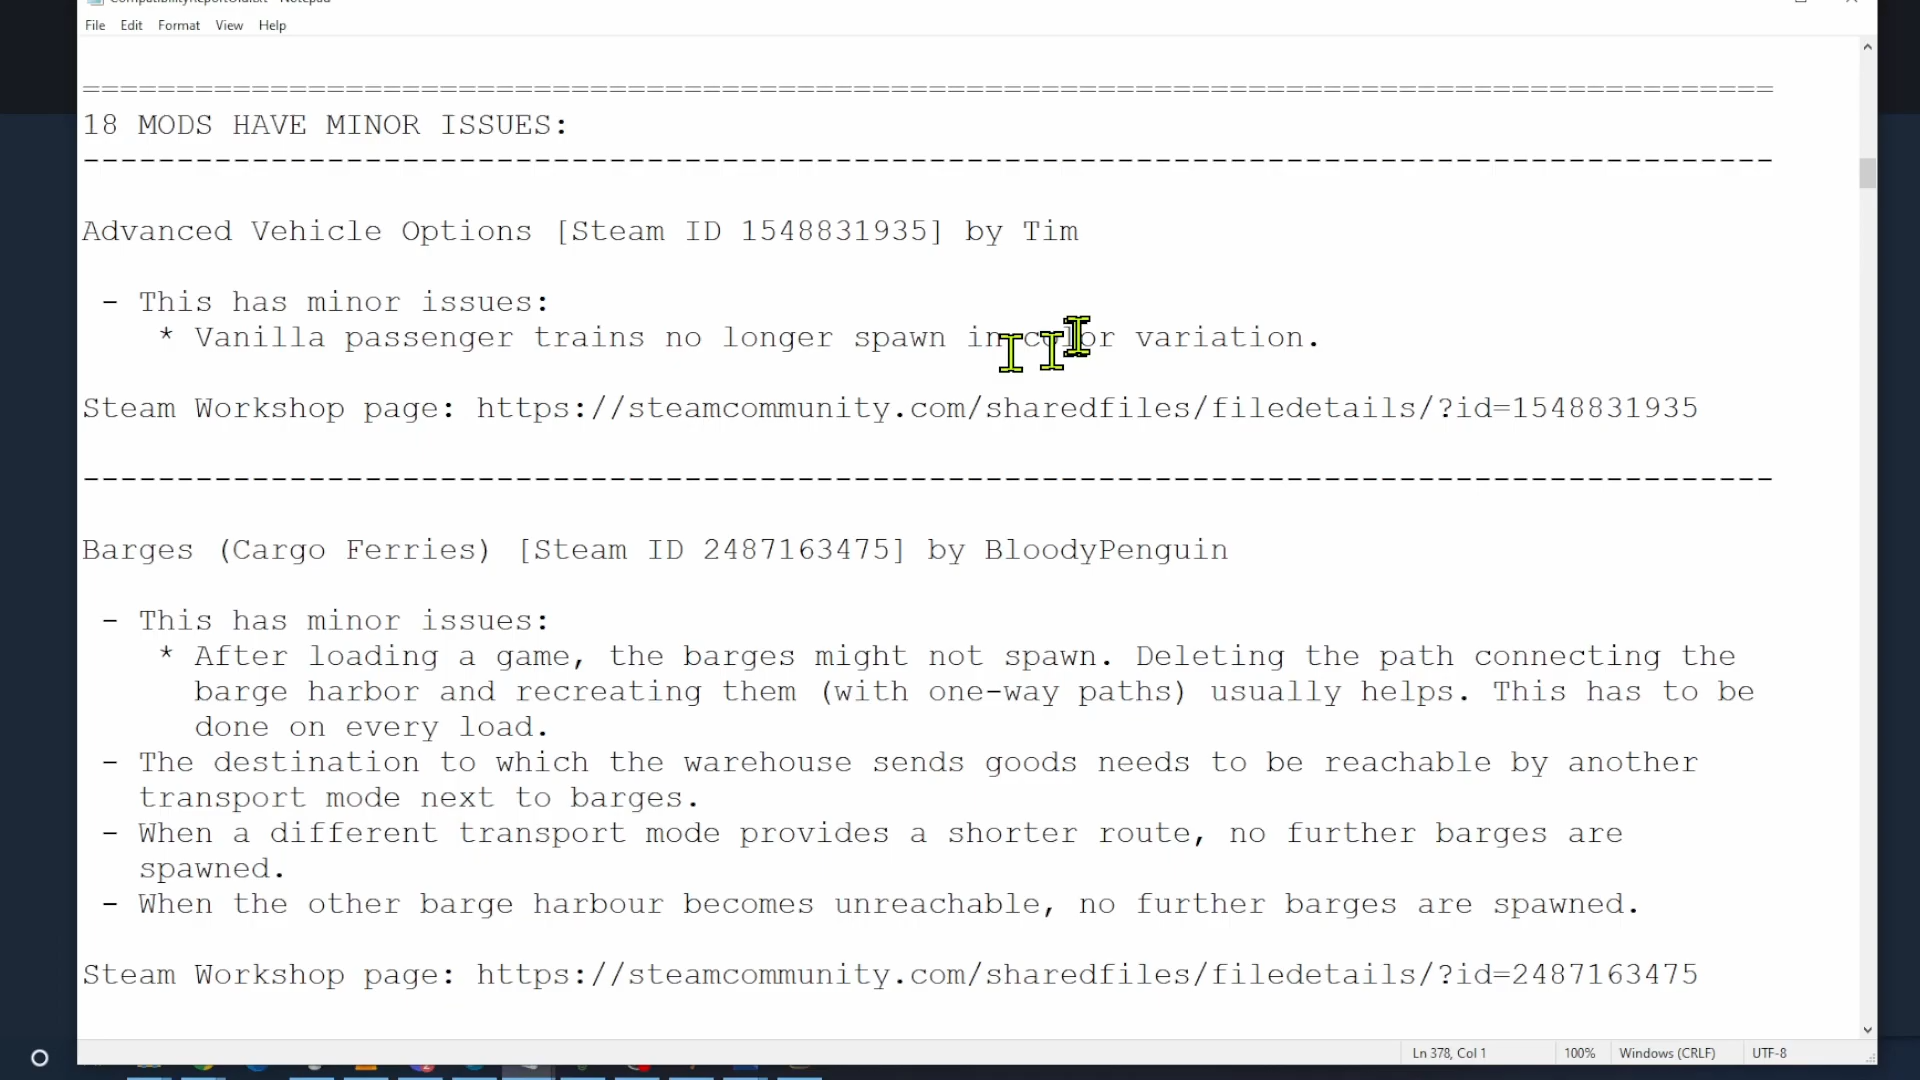 File Edit Format View Help
==========================================================================================
18 MODS HAVE MINOR ISSUES:
------------------------------------------------------------------------------------------
Advanced Vehicle Options [Steam ID 1548831935] by Tim
- This has minor issues:
* Vanilla passenger trains no longer spawn in color variation.
Steam Workshop page: https://steamcommunity.com/sharedfiles/filedetails/?id=1548831935
------------------------------------------------------------------------------------------
Barges (Cargo Ferries) [Steam ID 2487163475] by BloodyPenguin
- This has minor issues:
* After loading a game, the barges might not spawn. Deleting the path connecting the
barge harbor and recreating them (with one-way paths) usually helps. This has to be
done on every load.
- The destination to which the warehouse sends goods needs to be reachable by another
transport mode next to barges.
- When a different transport mode provides a shorter route, no further barges are
spawned.
- When the other barge harbour becomes unreachable, no further barges are spawned.
Steam Workshop page: https://steamcommunity.com/sharedfiles/filedetails/?id=2487163475
Ln 378, Col 1 100% Windows (CRLF) UTF-8